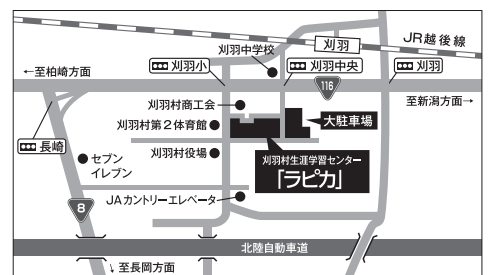 刈羽
JR越後線
刈羽中学校
←至柏崎方面
刈羽小
刈羽中央
刈羽
116
至新潟方面→
刈羽村商工会
刈羽村第2体育館
大駐車場
長崎
刈羽村役場
セブン
イレブン
刈羽村生涯学習センター
「ラピカ」
JAカントリーエレベータ
8
北陸自動車道
↓至長岡方面